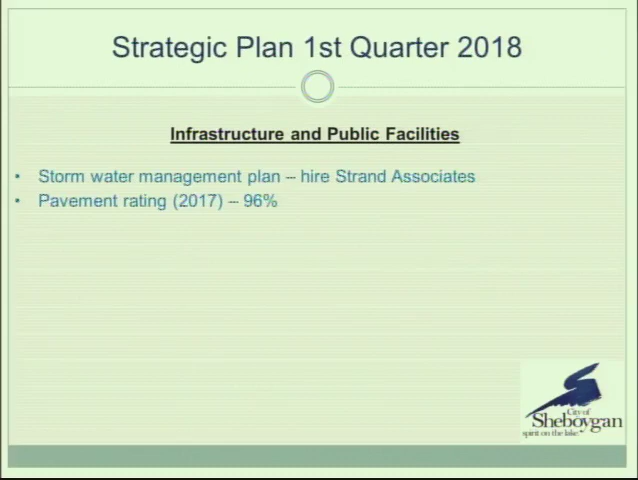 Strategic Plan 1st Quarter 2018
Infrastructure and Public Facilities
• Storm water management plan – hire Strand Associates
• Pavement rating (2017) – 96%
City of
Sheboygan
spirit on the lake.